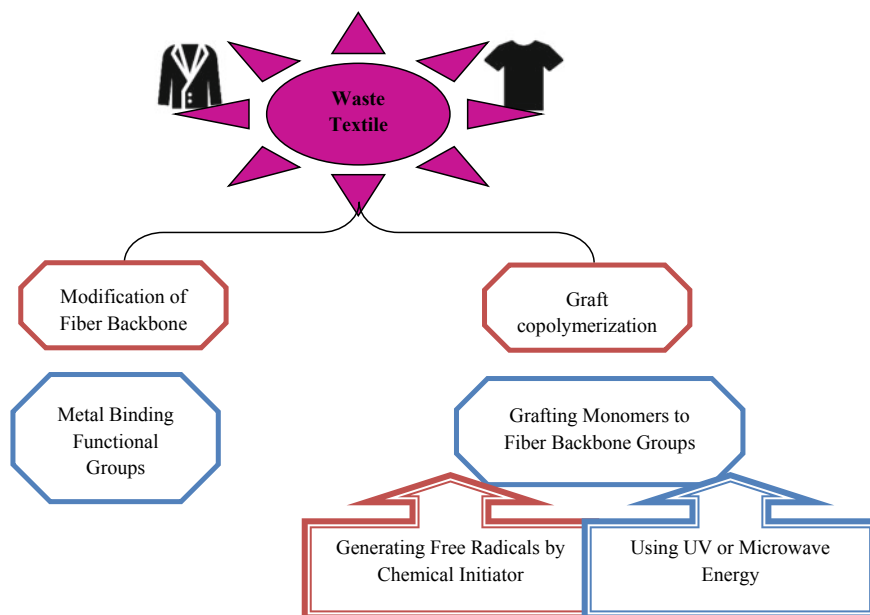 Waste
Textile
Modification of
Fiber Backbone
Graft
copolymerization
Metal Binding
Functional
Groups
Grafting Monomers to
Fiber Backbone Groups
Generating Free Radicals by
Chemical Initiator
Using UV or Microwave
Energy